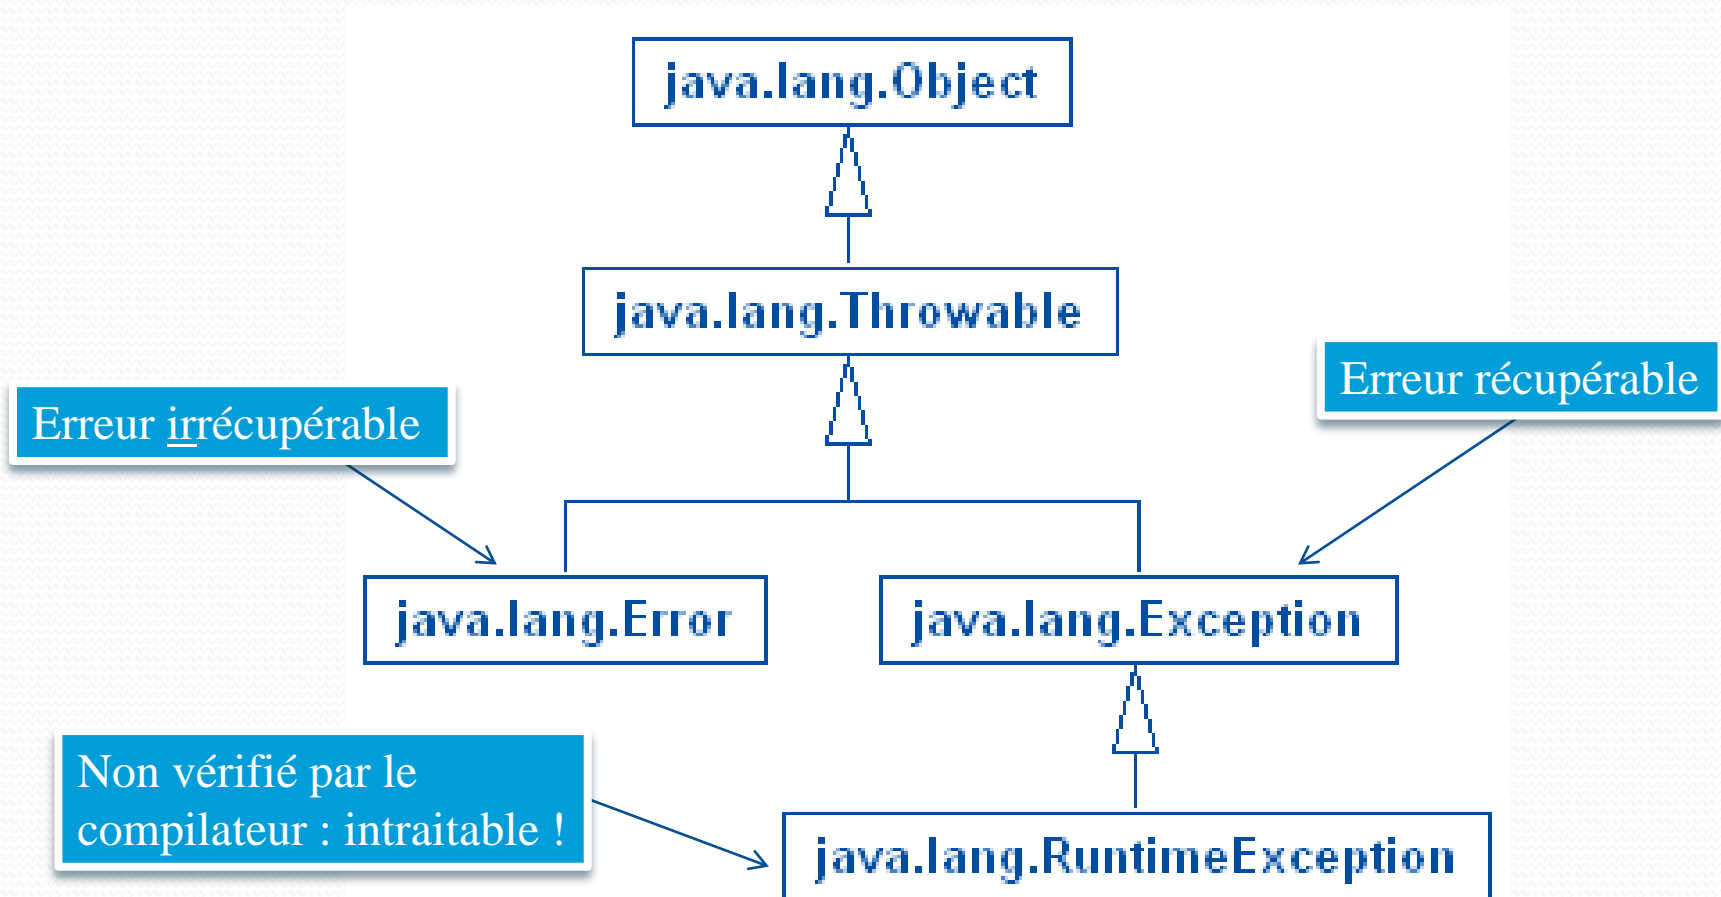 java.lang.Object
java.lang.Throwable
Erreur récupérable
Erreur irrécupérable
java.lang.Error
java.lang.Exception
Non vérifié par le
compilateur : intraitable !
java.lang.RuntimeException